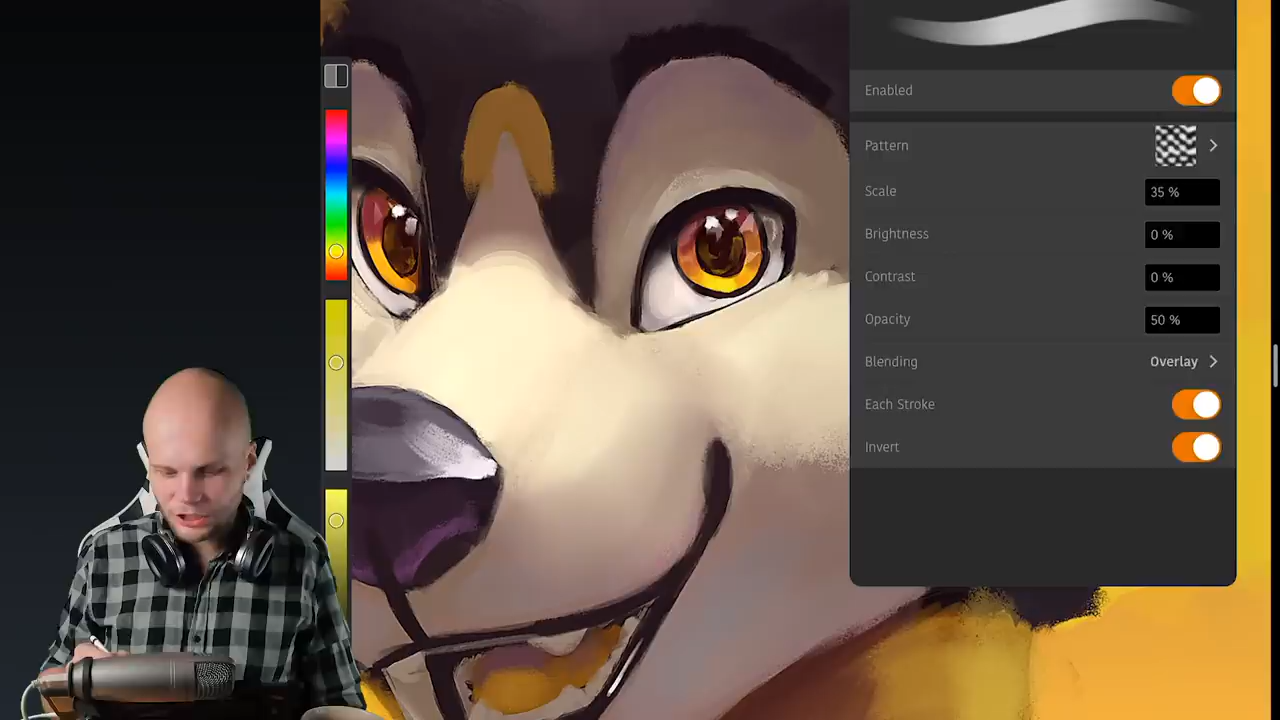 Enabled
Pattern
Scale 35 %
Brightness 0 %
Contrast 0 %
Opacity 50 %
Blending Overlay
Each Stroke
Invert